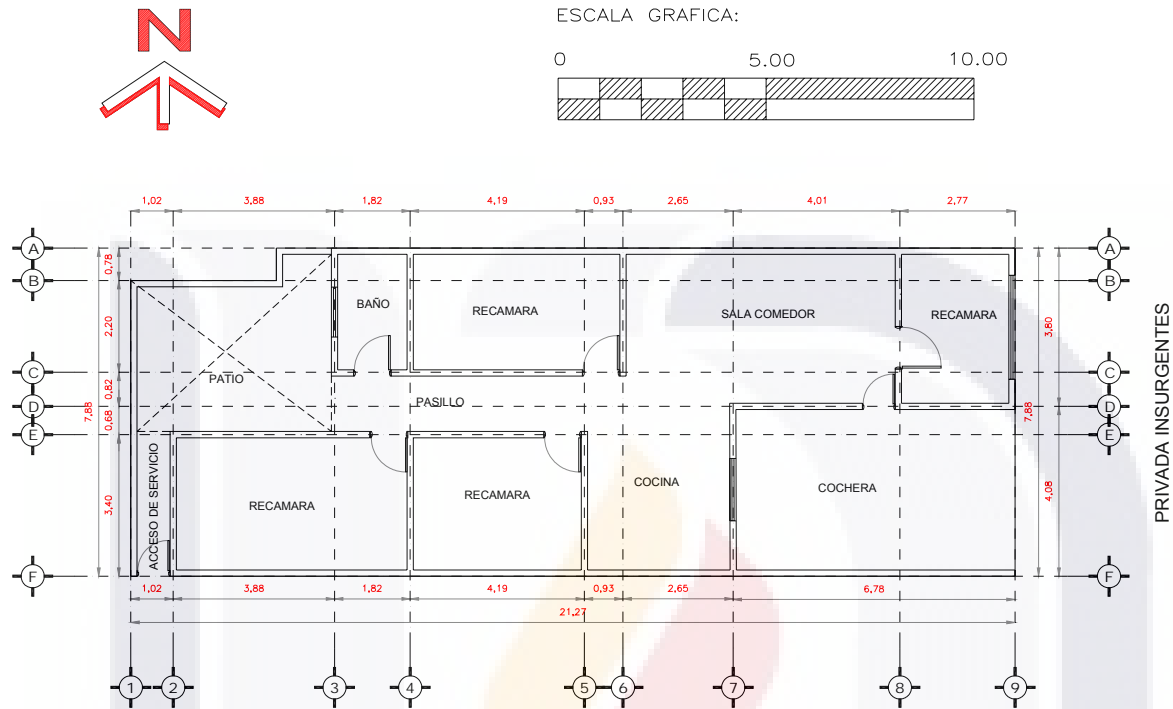 N
ESCALA GRAFICA:
0 5.00 10.00
1,02 3,88 1,82 4,19 0,93 2,65 4,01 2,77
A A
0,78
B B
BAÑO
RECAMARA
SALA COMEDOR
RECAMARA
2,20
3,80
PRIVADA INSURGENTES
C C
PATIO
0,82
PASILLO
D D
7,88 7,88
0,68
E E
ACCESO DE SERVICIO
3,40
RECAMARA
RECAMARA
COCINA
COCHERA
4,08
F F
1,02 3,88 1,82 4,19 0,93 2,65 6,78
21,27
1 2 3 4 5 6 7 8 9